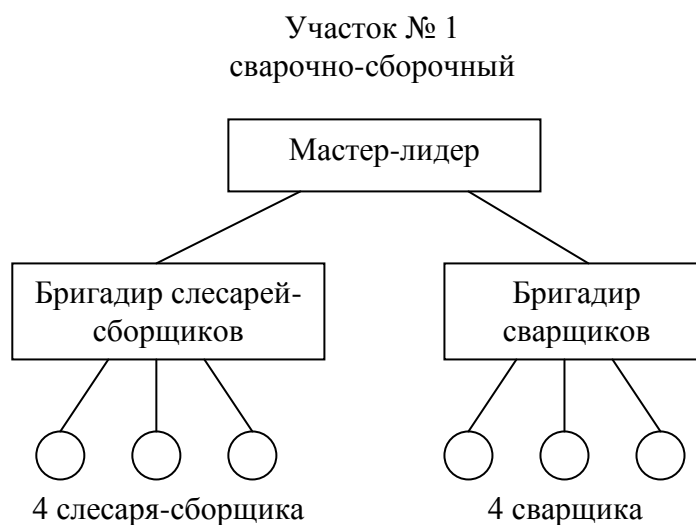 Участок № 1
сварочно-сборочный
Мастер-лидер
Бригадир слесарей-
сборщиков
Бригадир
сварщиков
4 слесаря-сборщика
4 сварщика